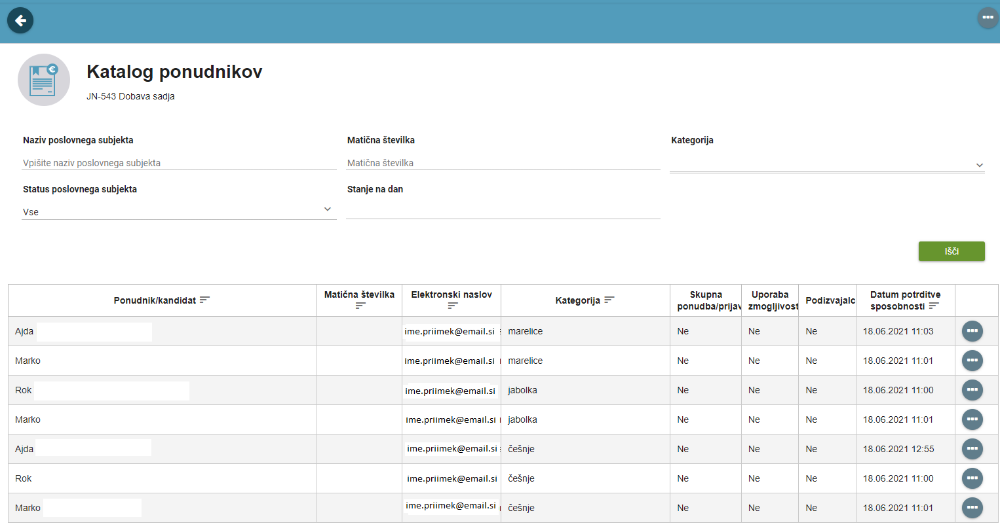 Katalog ponudnikov
JN-543 Dobava sadja
Naziv poslovnega subjekta
Matična številka
Kategorija
Vpišite naziv poslovnega subjekta
Matična številka
Status poslovnega subjekta
Stanje na dan
Vse
Išči
Ponudnik/kandidat Matična številka Elektronski naslov Kategorija Skupna ponudba/prijav Uporaba zmogljivost Podizvajalc Datum potrditve sposobnosti
Ajda ime.priimek@email.si marelice Ne Ne Ne 18.06.2021 11:03
Marko ime.priimek@email.si marelice Ne Ne Ne 18.06.2021 11:01
Rok ime.priimek@email.si jabolka Ne Ne Ne 18.06.2021 11:00
Marko ime.priimek@email.si jabolka Ne Ne Ne 18.06.2021 11:01
Ajda ime.priimek@email.si češnje Ne Ne Ne 18.06.2021 12:55
Rok ime.priimek@email.si češnje Ne Ne Ne 18.06.2021 11:00
Marko ime.priimek@email.si češnje Ne Ne Ne 18.06.2021 11:01